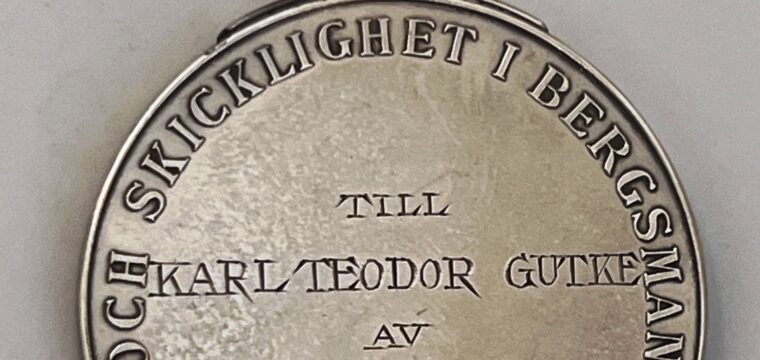 OCH SKICKLIGHET I BERGSMAN
TILL
KARL TEODOR GUTKE
AV